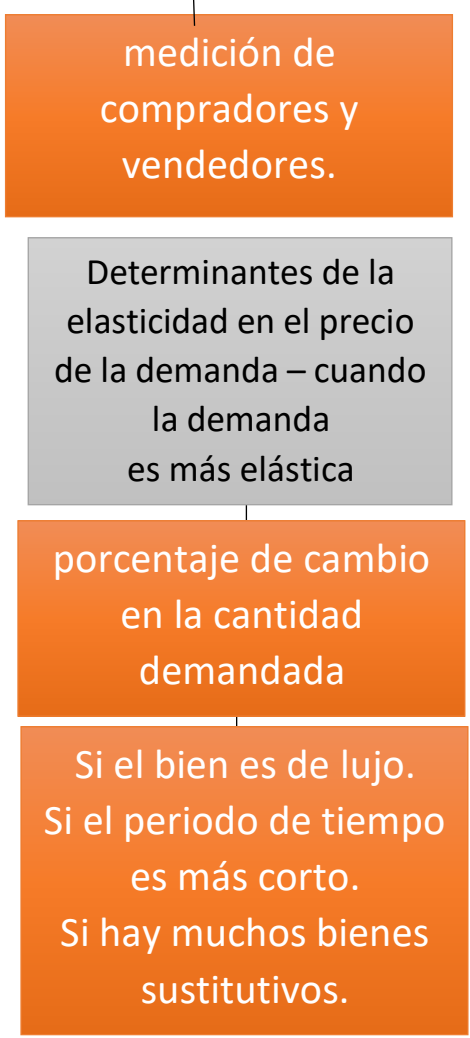 medición de
compradores y
vendedores.
Determinantes de la
elasticidad en el precio
de la demanda – cuando
la demanda
es más elástica
porcentaje de cambio
en la cantidad
demandada
Si el bien es de lujo.
Si el periodo de tiempo
es más corto.
Si hay muchos bienes
sustitutivos.